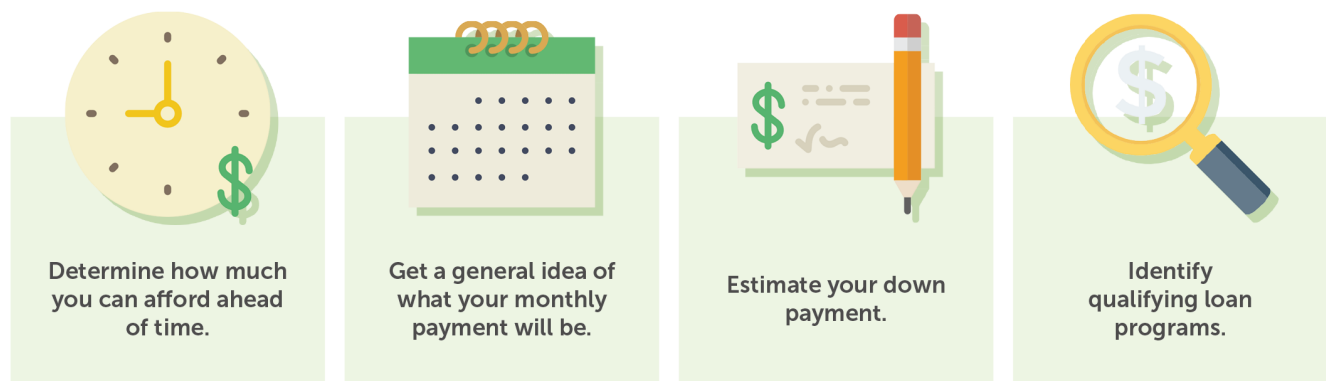 Determine how much
you can afford ahead
of time.
Get a general idea of
what your monthly
payment will be.
Estimate your down
payment.
Identify
qualifying loan
programs.
$
$
$